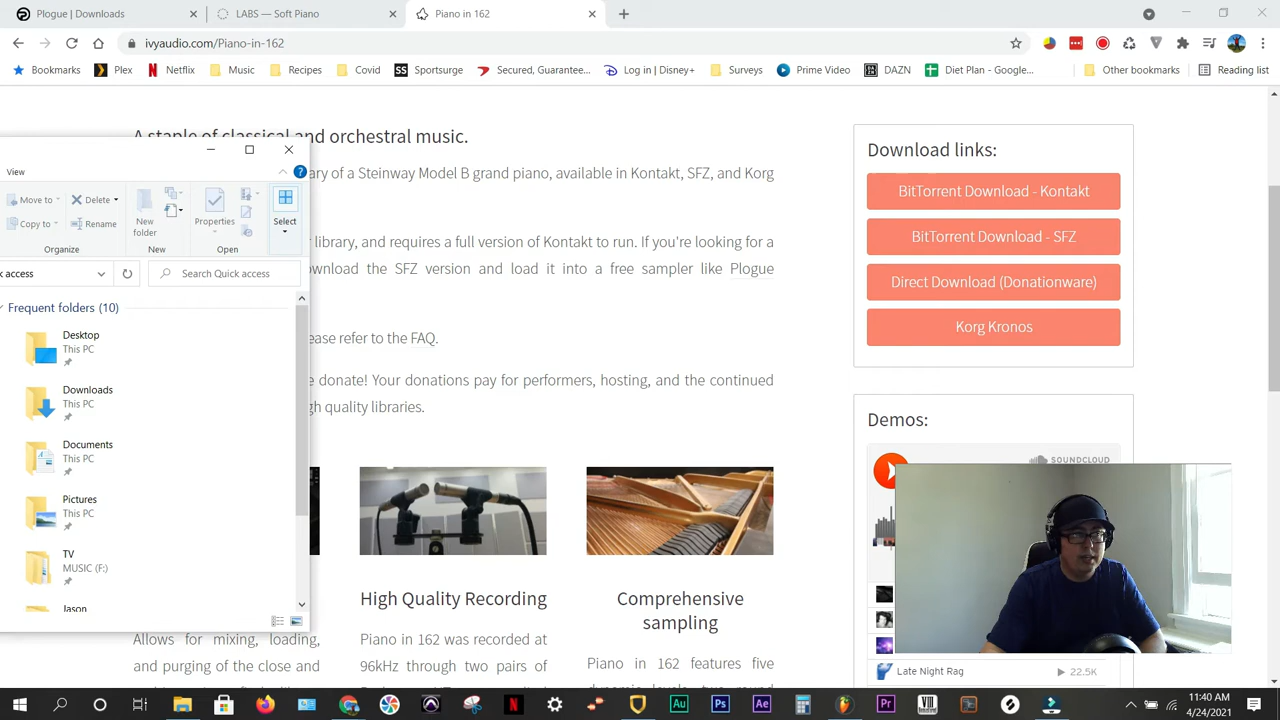 Plogue | Downloads
LABS — Soft Piano
Piano in 162
ivyaudio.com/Piano-in-162
Bookmarks
Plex
Netflix
Music
Recipes
Covid
Sportsurge
Secured, Guarantee...
Log in | Disney+
Surveys
Prime Video
DAZN
Diet Plan - Google...
Other bookmarks
Reading list
A staple of classical and orchestral music.
rary of a Steinway Model B grand piano, available in Kontakt, SFZ, and Korg
library, and requires a full version of Kontakt to run. If you're looking for a
ownload the SFZ version and load it into a free sampler like Plogue
ease refer to the FAQ.
e donate! Your donations pay for performers, hosting, and the continued
gh quality libraries.
View
Move to
Delete
Copy to
Rename
New
folder
Properties
Select
Organize
New
Open
k access
Search Quick access
Frequent folders (10)
Desktop
This PC
Downloads
This PC
Documents
This PC
Pictures
This PC
TV
MUSIC (F:)
Jason
Download links:
BitTorrent Download - Kontakt
BitTorrent Download - SFZ
Direct Download (Donationware)
Korg Kronos
Demos:
SOUNDCLOUD
Late Night Rag
22.5K
Allows for mixing, loading,
and purging of the close and
High Quality Recording
Piano in 162 was recorded at
96kHz through two pairs of
Comprehensive
sampling
Piano in 162 features five
11:40 AM
4/24/2021